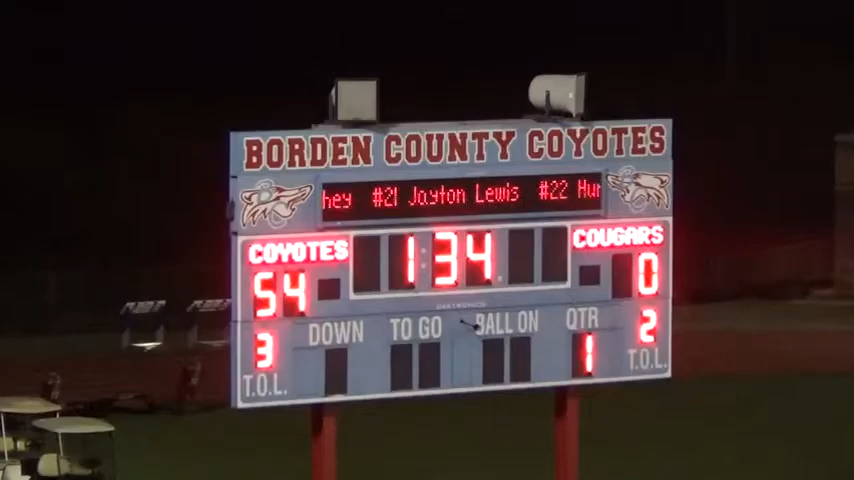 BORDEN COUNTY COYOTES
hey #21 Jayton Lewis #22 Hur
COYOTES 1:34 COUGARS
54 0
DAKTRONICS
DOWN TO GO BALL ON QTR
3 1 2
T.O.L. T.O.L.